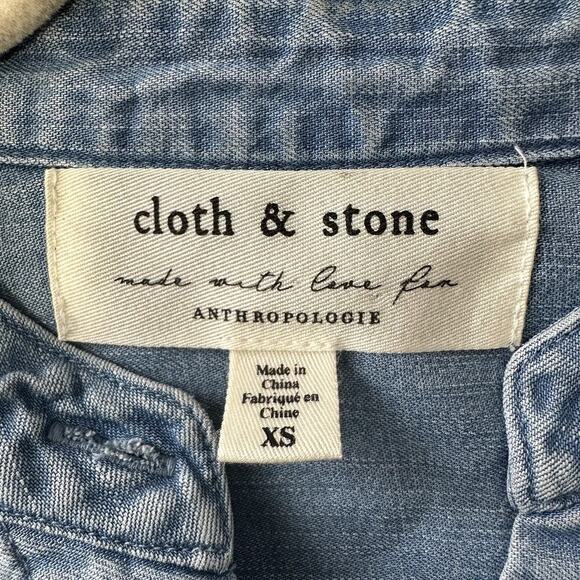 cloth & stone
made with love for
ANTHROPOLOGIE
Made in
China
Fabriqué en
Chine
XS